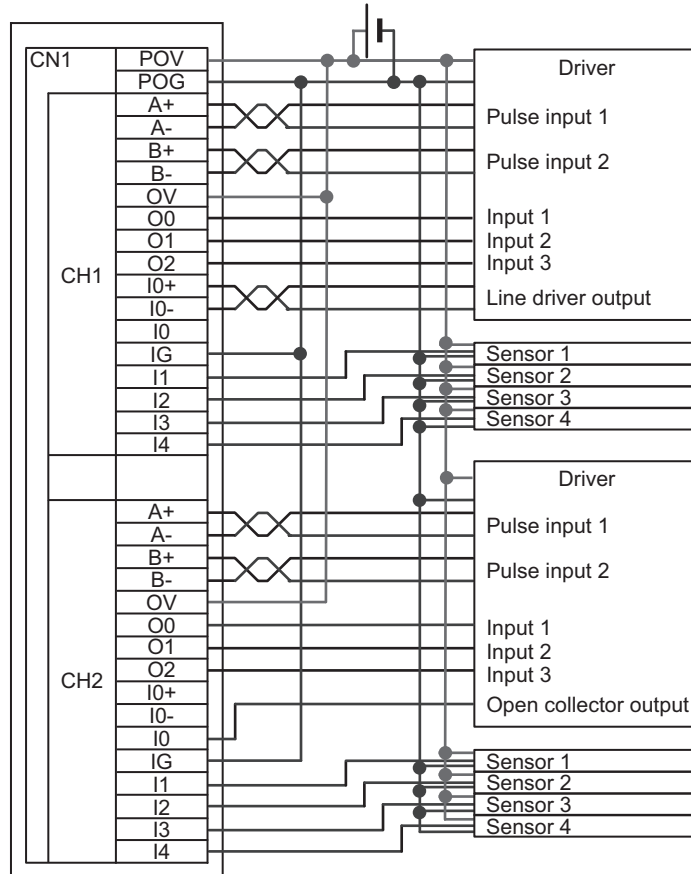 CN1 POV
POG Driver
A+
A- Pulse input 1
B+
B- Pulse input 2
OV
O0 Input 1
O1 Input 2
O2 Input 3
CH1 I0+
I0- Line driver output
I0
IG Sensor 1
I1 Sensor 2
I2 Sensor 3
I3 Sensor 4
I4
Driver
A+
A- Pulse input 1
B+
B- Pulse input 2
OV
O0 Input 1
O1 Input 2
O2 Input 3
CH2 I0+
I0- Open collector output
I0
IG Sensor 1
I1 Sensor 2
I2 Sensor 3
I3 Sensor 4
I4